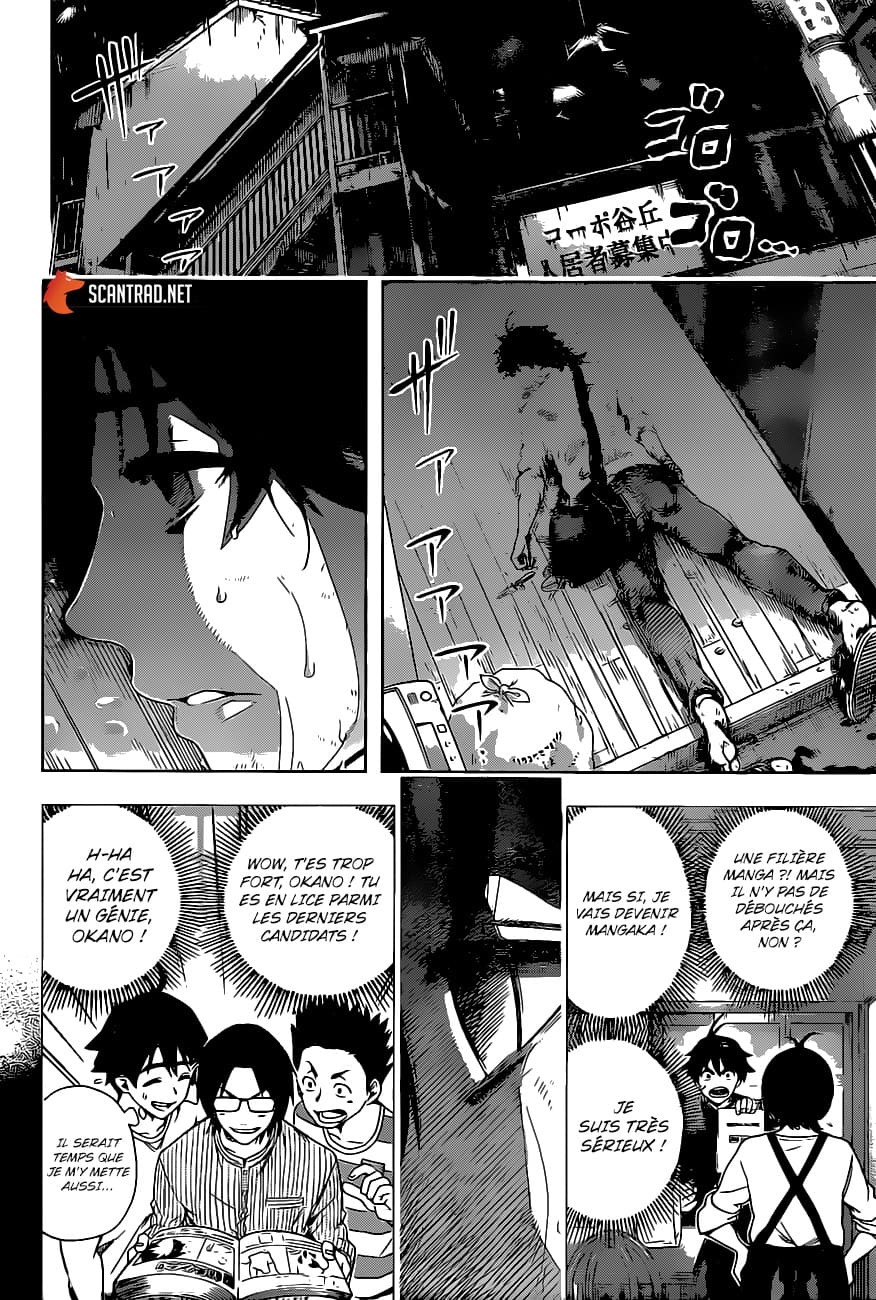 ザァァァ
ゴロゴロ...
コーポ谷丘
入居者募集中
SCANTRAD.NET
ザァァァァァ
UNE FILIÈRE
MANGA ?! MAIS
IL N'Y PAS DE
DÉBOUCHÉS
APRÈS ÇA,
NON ?
MAIS SI, JE
VAIS DEVENIR
MANGAKA !
JE
SUIS TRÈS
SÉRIEUX !
WOW, T'ES TROP
FORT, OKANO ! TU
ES EN LICE PARMI
LES DERNIERS
CANDIDATS !
H-HA
HA, C'EST
VRAIMENT
UN GÉNIE,
OKANO !
IL SERAIT
TEMPS QUE
JE M'Y METTE
AUSSI...